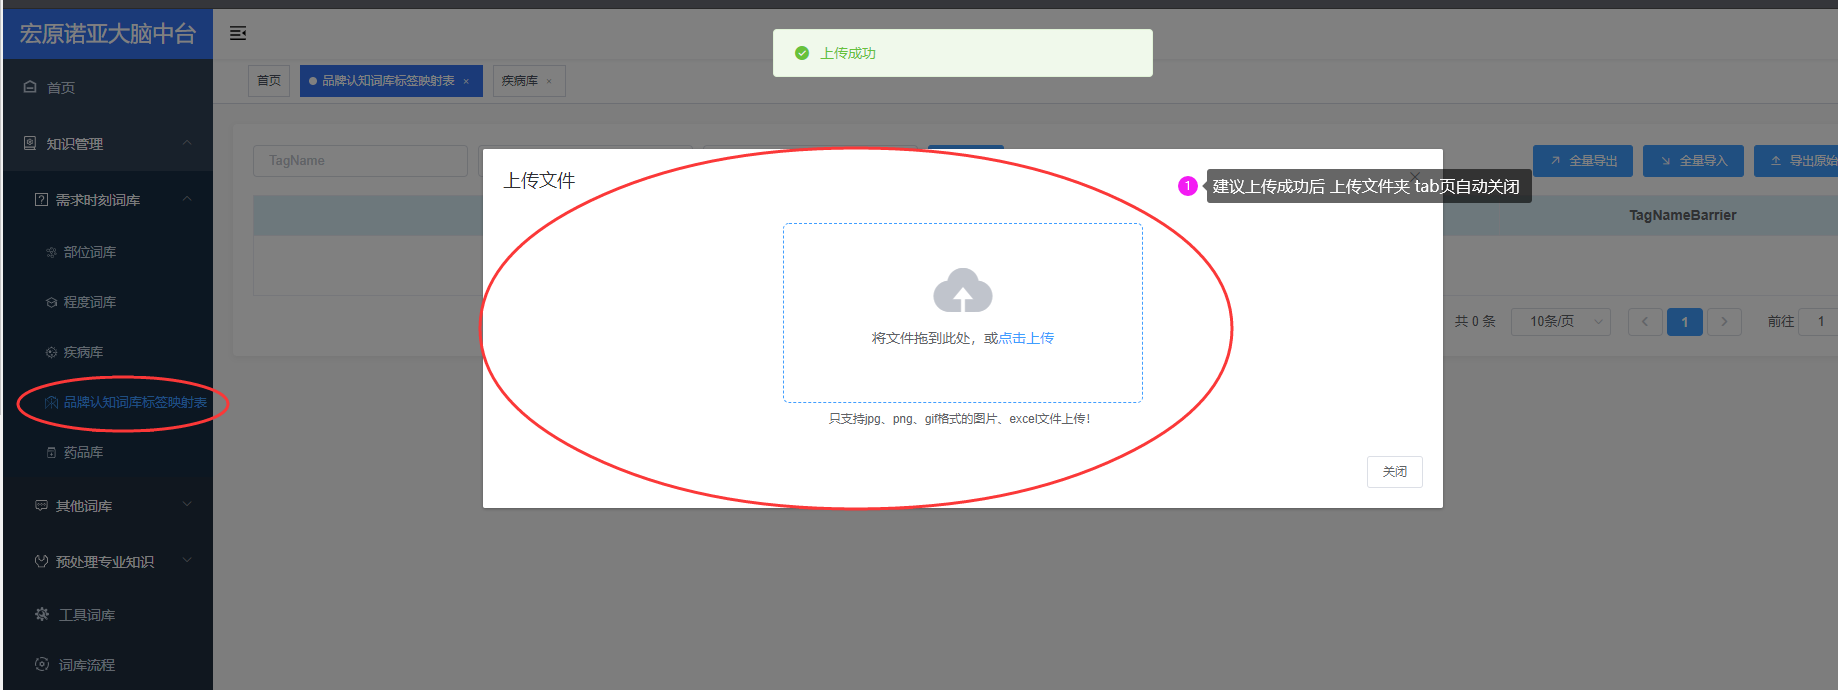 宏原诺亚大脑中台
上传成功
首页
品牌认知词库标签映射表 ×
疾病库 ×
首页
知识管理
需求时刻词库
部位词库
程度词库
疾病库
品牌认知词库标签映射表
药品库
其他词库
预处理专业知识
工具词库
词库流程
TagName
全量导出
全量导入
导出原始
TagNameBarrier
上传文件
1 建议上传成功后 上传文件夹 tab页自动关闭
将文件拖到此处，或点击上传
只支持jpg、png、gif格式的图片、excel文件上传!
关闭
共 0 条
10条/页
1
前往 1